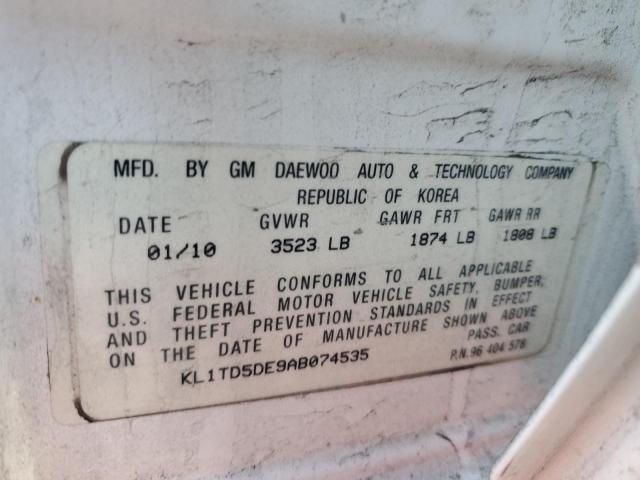 MFD. BY GM DAEWOO AUTO & TECHNOLOGY COMPANY
REPUBLIC OF KOREA
DATE GVWR GAWR FRT GAWR RR
01/10 3523 LB 1874 LB 1808 LB
THIS VEHICLE CONFORMS TO ALL APPLICABLE
U.S. FEDERAL MOTOR VEHICLE SAFETY, BUMPER,
AND THEFT PREVENTION STANDARDS IN EFFECT
ON THE DATE OF MANUFACTURE SHOWN ABOVE
PASS. CAR
KL1TD5DE9AB074535 P.N. 96 404 578